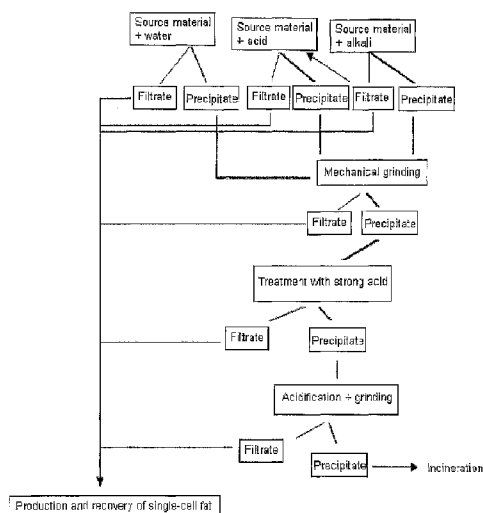 Source material
+ water
Source material
+ acid
Source material
+ alkali
Filtrate
Precipitate
Filtrate
Precipitate
Filtrate
Precipitate
Mechanical grinding
Filtrate
Precipitate
Treatment with strong acid
Filtrate
Precipitate
Acidification + grinding
Filtrate
Precipitate
Incineration
Production and recovery of single-cell fat